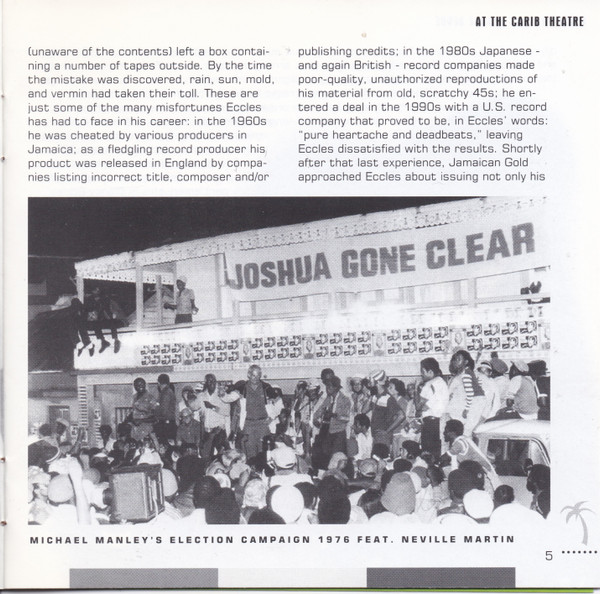 AT THE CARIB THEATRE
(unaware of the contents) left a box contai-
ning a number of tapes outside. By the time
the mistake was discovered, rain, sun, mold,
and vermin had taken their toll. These are
just some of the many misfortunes Eccles
has had to face in his career: in the 1960s
he was cheated by various producers in
Jamaica; as a fledgling record producer his
product was released in England by compa-
nies listing incorrect title, composer and/or
publishing credits; in the 1980s Japanese -
and again British - record companies made
poor-quality, unauthorized reproductions of
his material from old, scratchy 45s; he en-
tered a deal in the 1990s with a U.S. record
company that proved to be, in Eccles' words:
"pure heartache and deadbeats," leaving
Eccles dissatisfied with the results. Shortly
after that last experience, Jamaican Gold
approached Eccles about issuing not only his
JOSHUA GONE CLEAR
MICHAEL MANLEY'S ELECTION CAMPAIGN 1976 FEAT. NEVILLE MARTIN
5